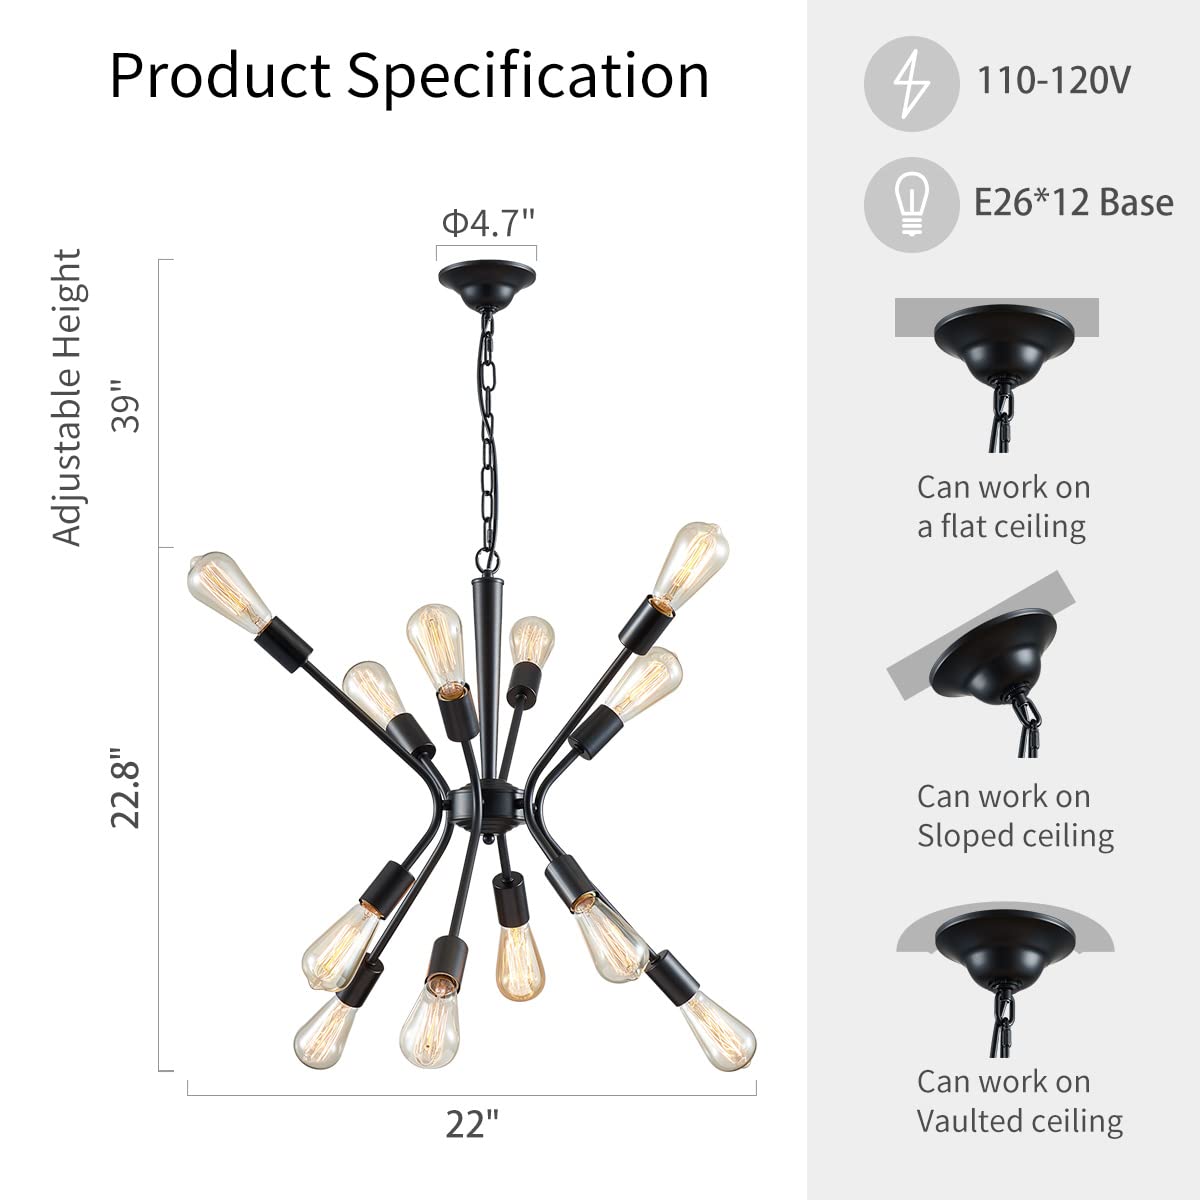 Product Specification
110-120V
E26*12 Base
Φ4.7"
Adjustable Height
39"
22.8"
22"
Can work on
a flat ceiling
Can work on
Sloped ceiling
Can work on
Vaulted ceiling